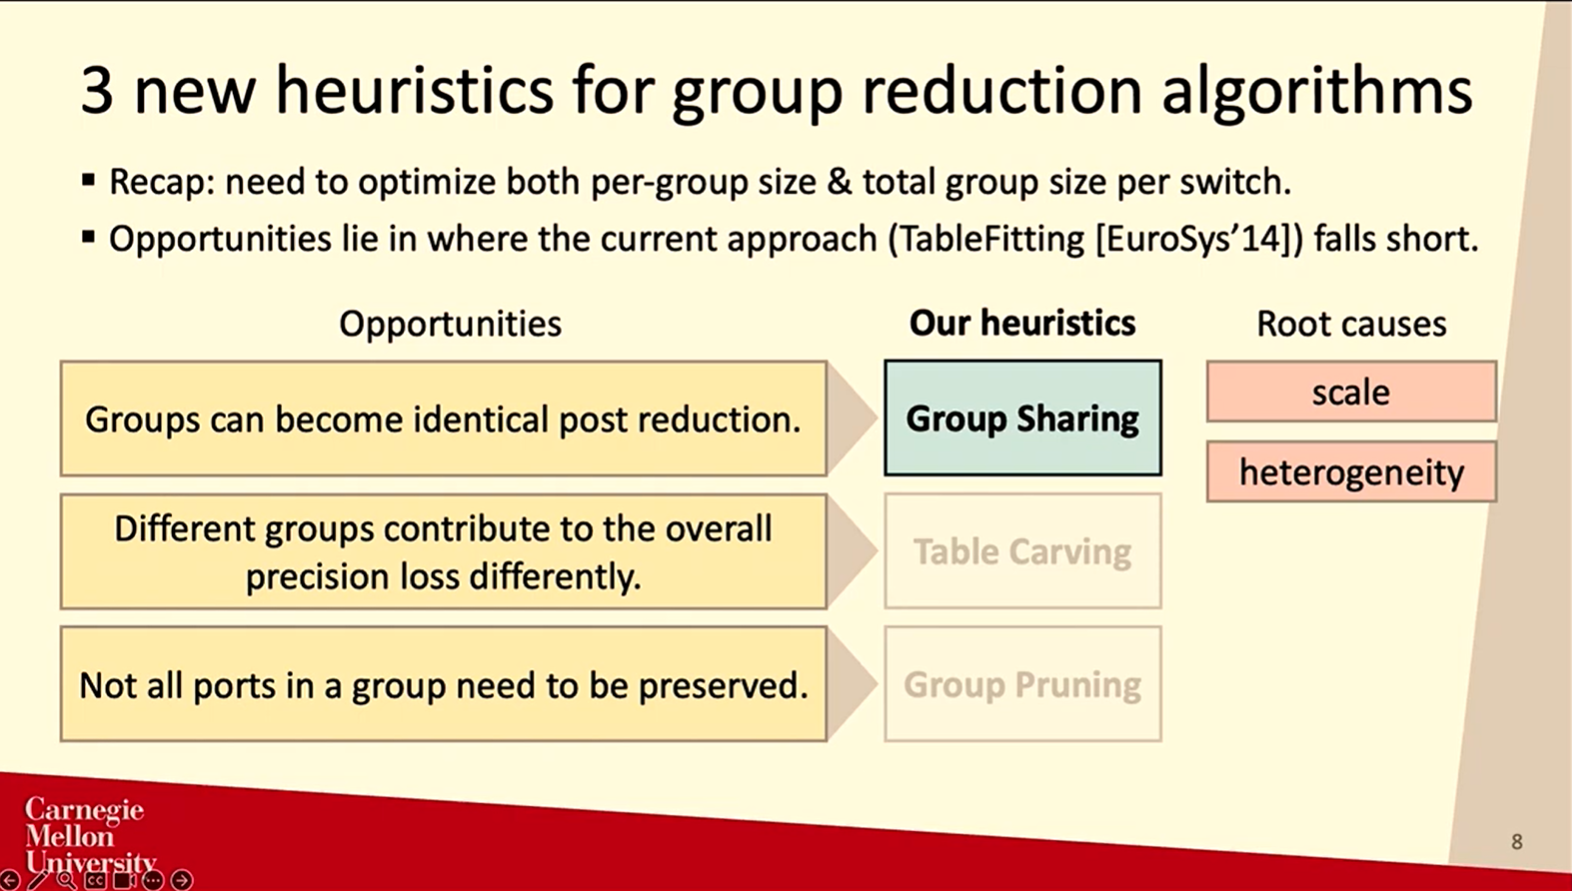 3 new heuristics for group reduction algorithms
▪ Recap: need to optimize both per-group size & total group size per switch.
▪ Opportunities lie in where the current approach (TableFitting [EuroSys’14]) falls short.
Opportunities
Our heuristics
Root causes
Groups can become identical post reduction.
Group Sharing
scale
heterogeneity
Different groups contribute to the overall
precision loss differently.
Table Carving
Not all ports in a group need to be preserved.
Group Pruning
Carnegie
Mellon
University
CC
8